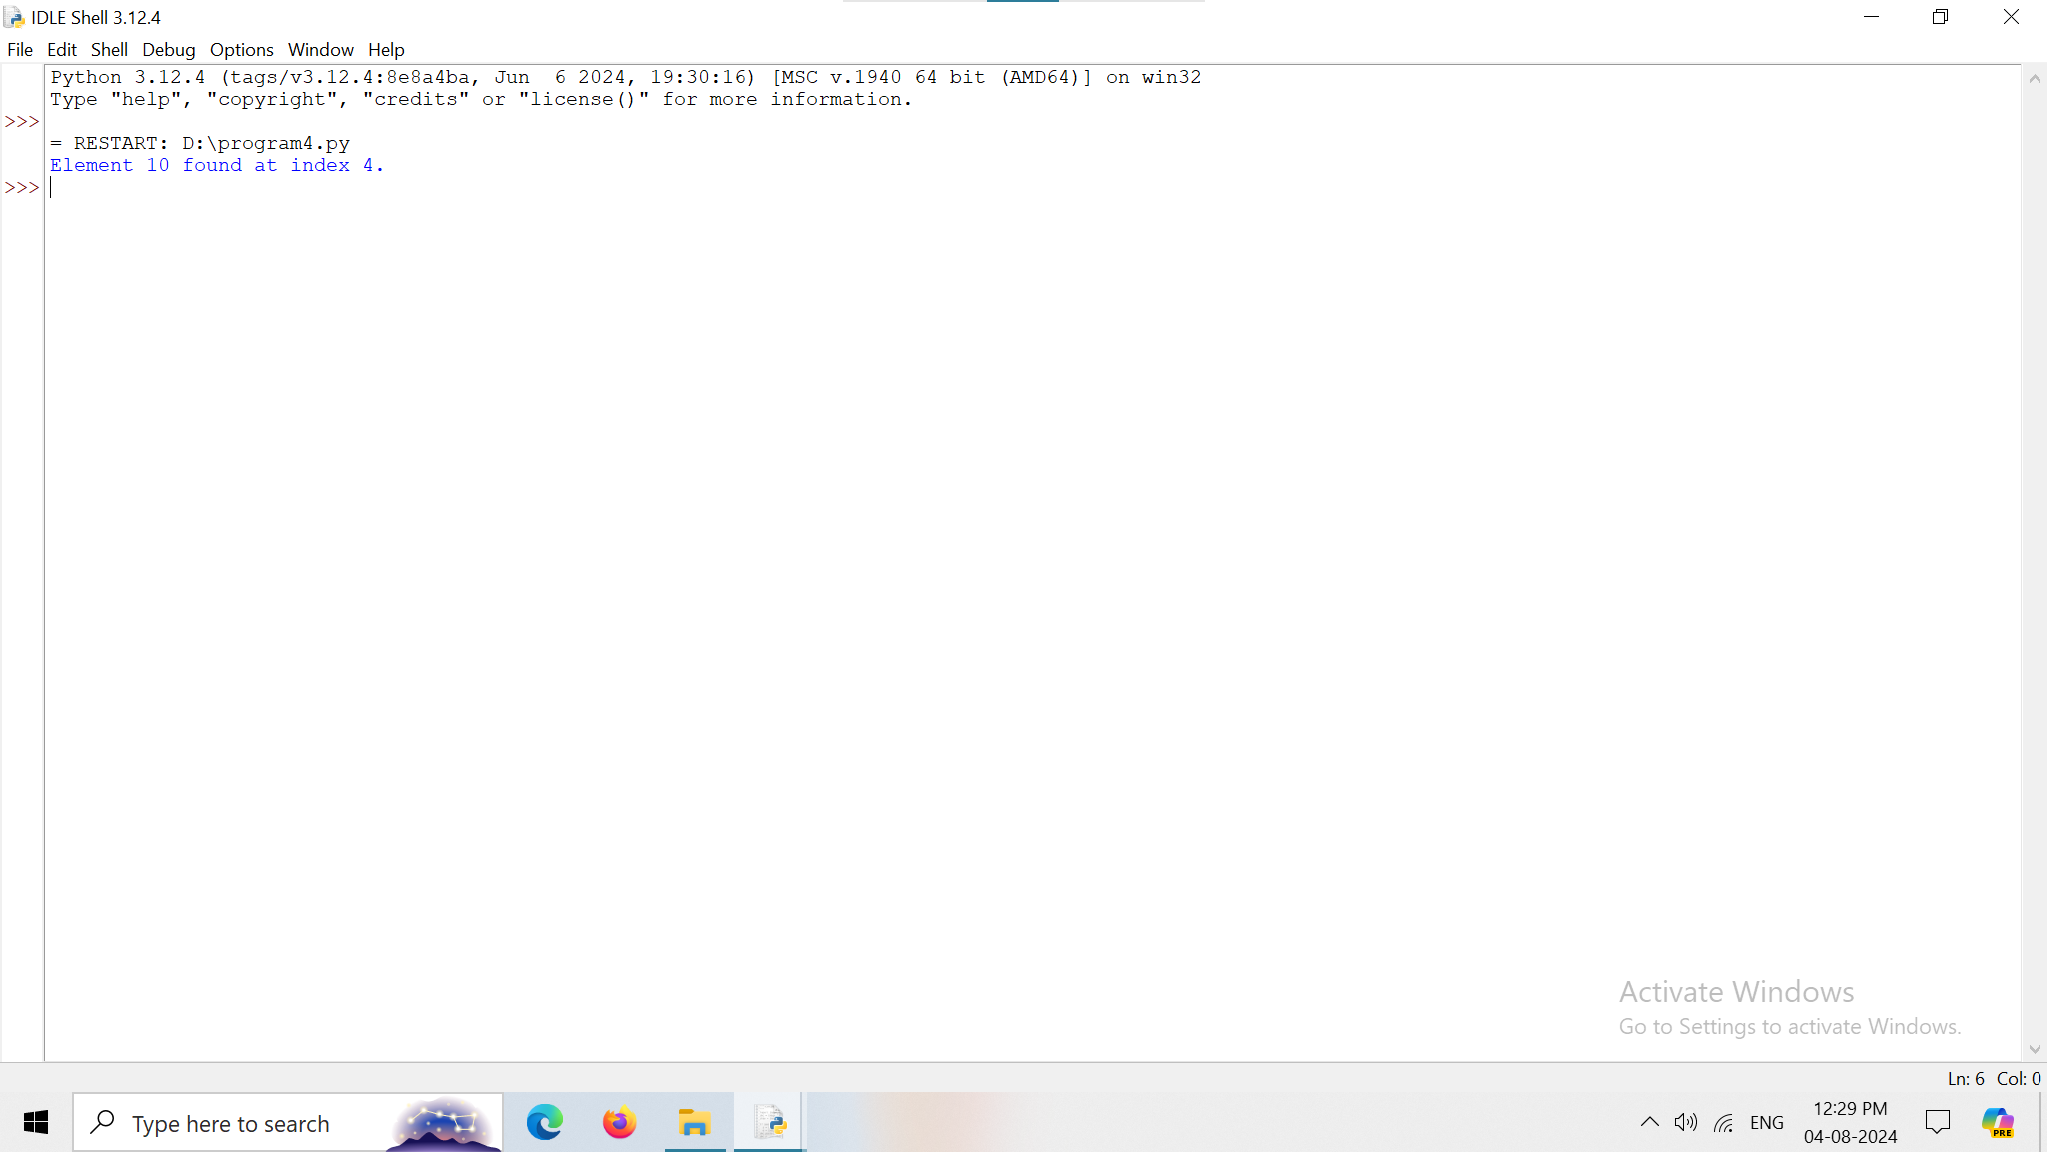 IDLE Shell 3.12.4
File Edit Shell Debug Options Window Help
Python 3.12.4 (tags/v3.12.4:8e8a4ba, Jun  6 2024, 19:30:16) [MSC v.1940 64 bit (AMD64)] on win32
Type "help", "copyright", "credits" or "license()" for more information.
>>>
= RESTART: D:\program4.py
Element 10 found at index 4.
>>>
Activate Windows
Go to Settings to activate Windows.
Ln: 6 Col: 0
Type here to search
ENG
12:29 PM
04-08-2024
PRE